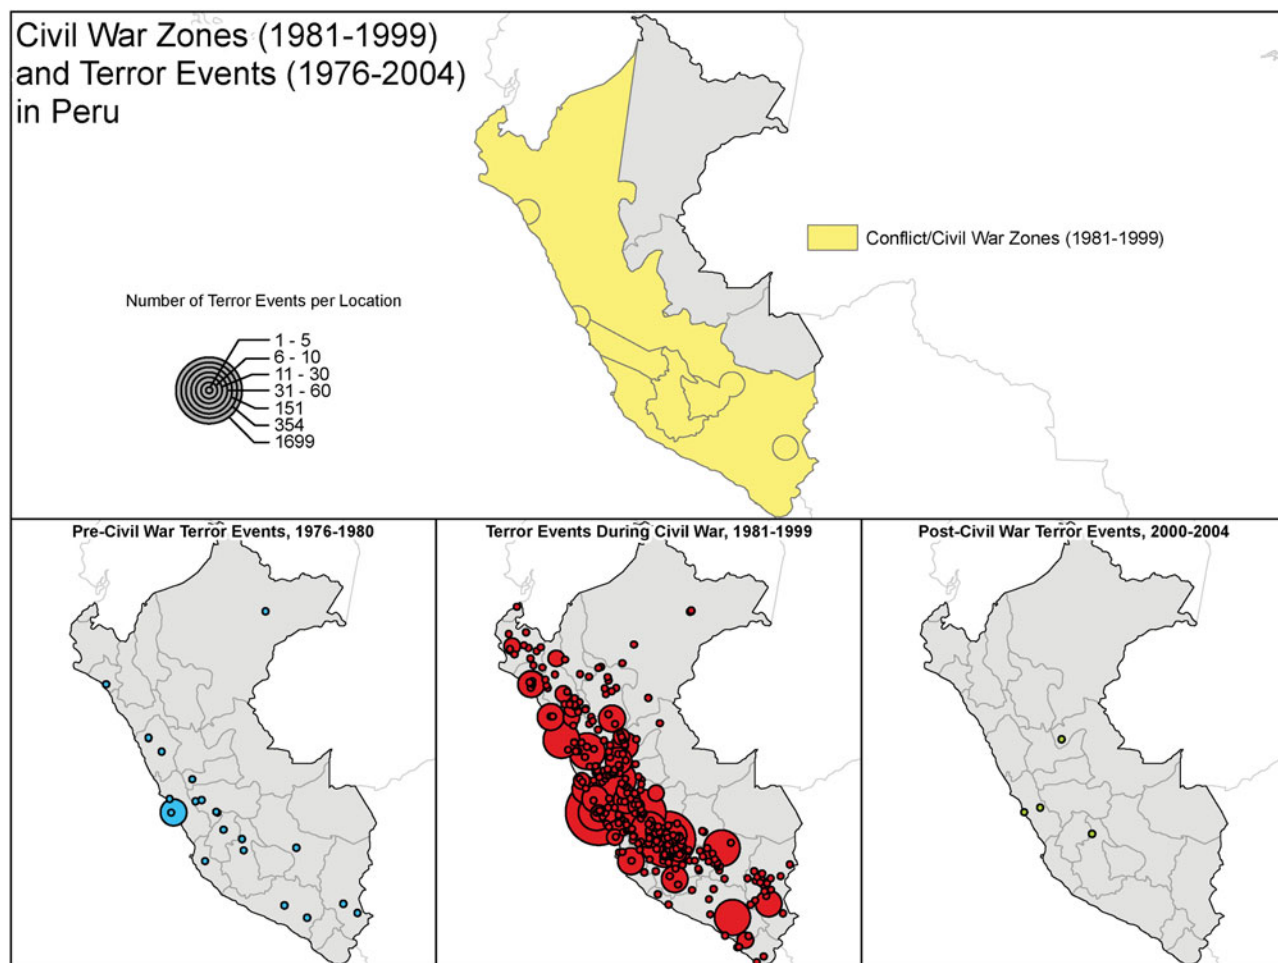 Civil War Zones (1981-1999)
and Terror Events (1976-2004)
in Peru
Conflict/Civil War Zones (1981-1999)
Number of Terror Events per Location
1 - 5
6 - 10
11 - 30
31 - 60
151
354
1699
Pre-Civil War Terror Events, 1976-1980
Terror Events During Civil War, 1981-1999
Post-Civil War Terror Events, 2000-2004